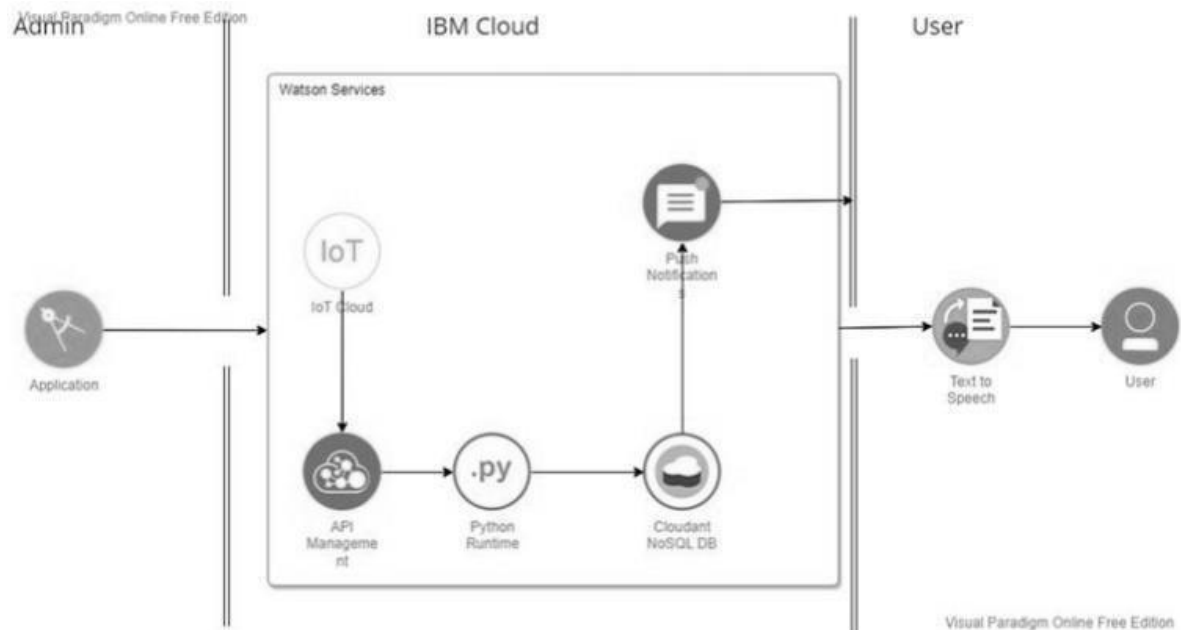 Visual Paradigm Online Free Edition
Admin
IBM Cloud
User
Watson Services
IoT
IoT Cloud
Push
Notification
s
Application
Text to
Speech
User
.py
API
Manageme
nt
Python
Runtime
Cloudant
NoSQL DB
Visual Paradigm Online Free Edition